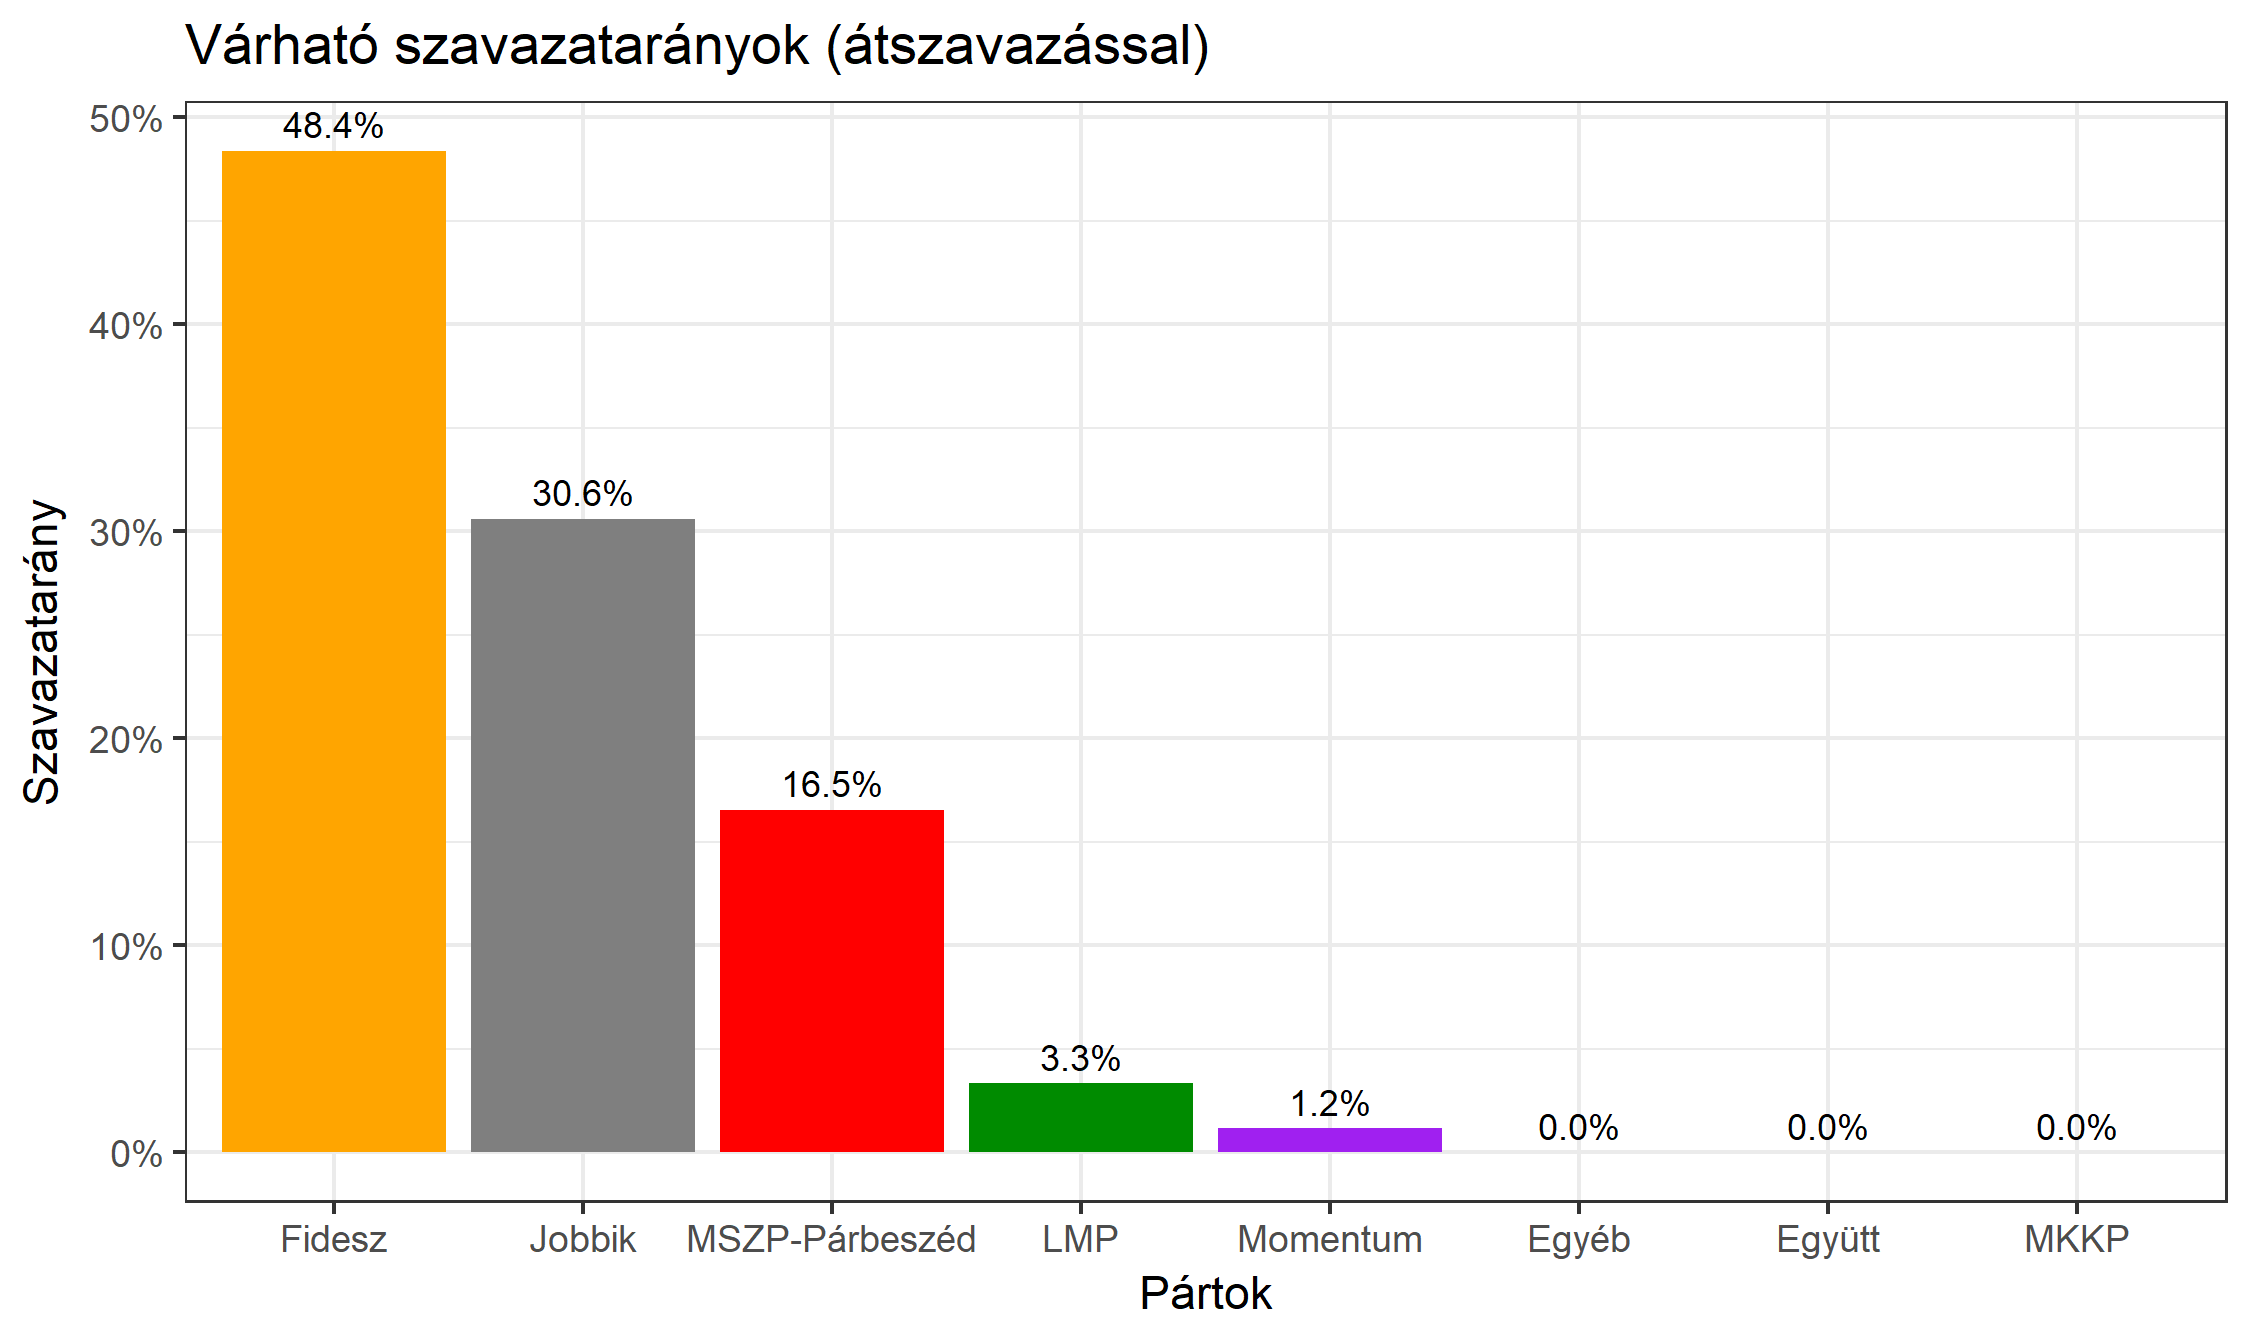 Várható szavazatarányok (átszavazással)
50%
40%
30%
20%
10%
0%
Szavazatarány
48.4%
30.6%
16.5%
3.3%
1.2%
0.0%
0.0%
0.0%
Fidesz
Jobbik
MSZP-Párbeszéd
LMP
Momentum
Egyéb
Együtt
MKKP
Pártok